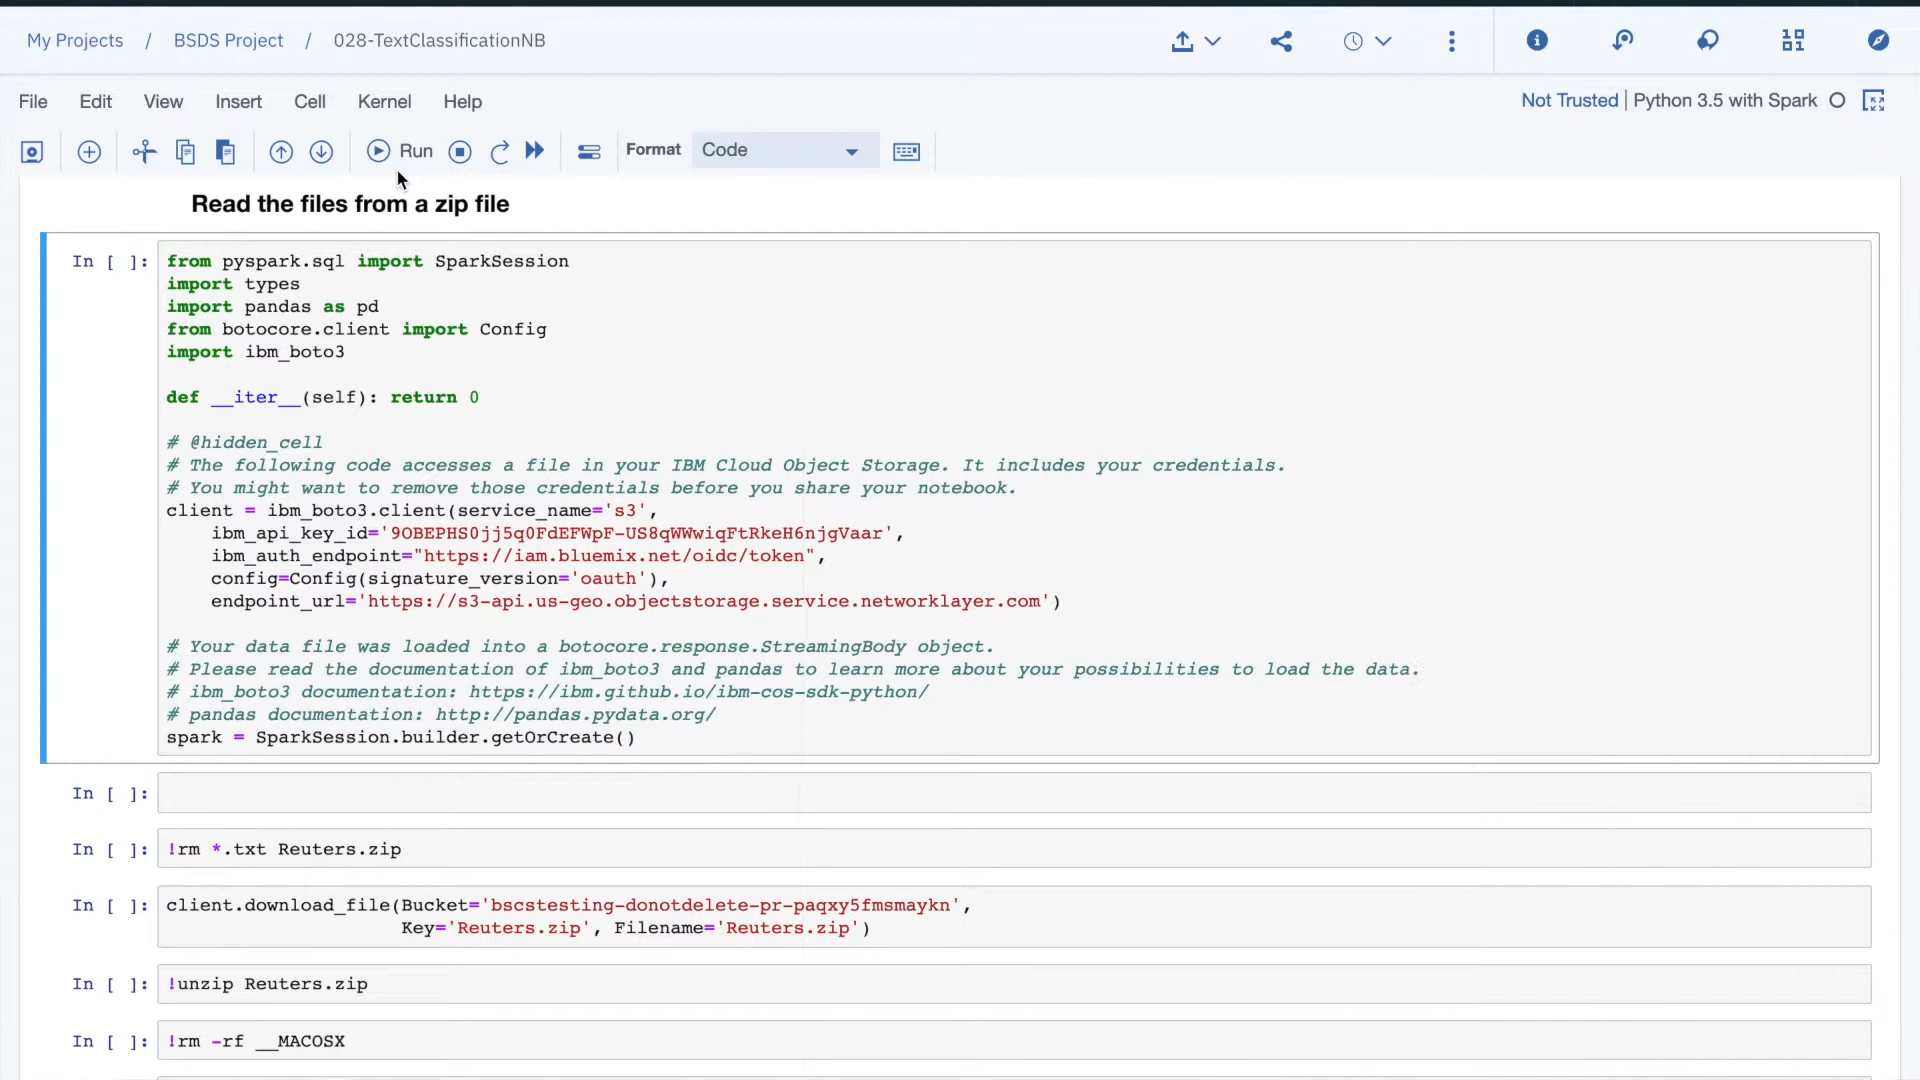 My Projects / BSDS Project / 028-TextClassificationNB
File Edit View Insert Cell Kernel Help
Not Trusted | Python 3.5 with Spark
Run
Format Code
Read the files from a zip file
In [ ]: from pyspark.sql import SparkSession
import types
import pandas as pd
from botocore.client import Config
import ibm_boto3
def __iter__(self): return 0
# @hidden_cell
# The following code accesses a file in your IBM Cloud Object Storage. It includes your credentials.
# You might want to remove those credentials before you share your notebook.
client = ibm_boto3.client(service_name='s3',
ibm_api_key_id='9OBEPHS0jj5q0FdEFWpF-US8qWWwiqFtRkeH6njgVaar',
ibm_auth_endpoint="https://iam.bluemix.net/oidc/token",
config=Config(signature_version='oauth'),
endpoint_url='https://s3-api.us-geo.objectstorage.service.networklayer.com')
# Your data file was loaded into a botocore.response.StreamingBody object.
# Please read the documentation of ibm_boto3 and pandas to learn more about your possibilities to load the data.
# ibm_boto3 documentation: https://ibm.github.io/ibm-cos-sdk-python/
# pandas documentation: http://pandas.pydata.org/
spark = SparkSession.builder.getOrCreate()
In [ ]:
In [ ]: !rm *.txt Reuters.zip
In [ ]: client.download_file(Bucket='bscstesting-donotdelete-pr-paqxy5fmsmaykn',
Key='Reuters.zip', Filename='Reuters.zip')
In [ ]: !unzip Reuters.zip
In [ ]: !rm -rf __MACOSX